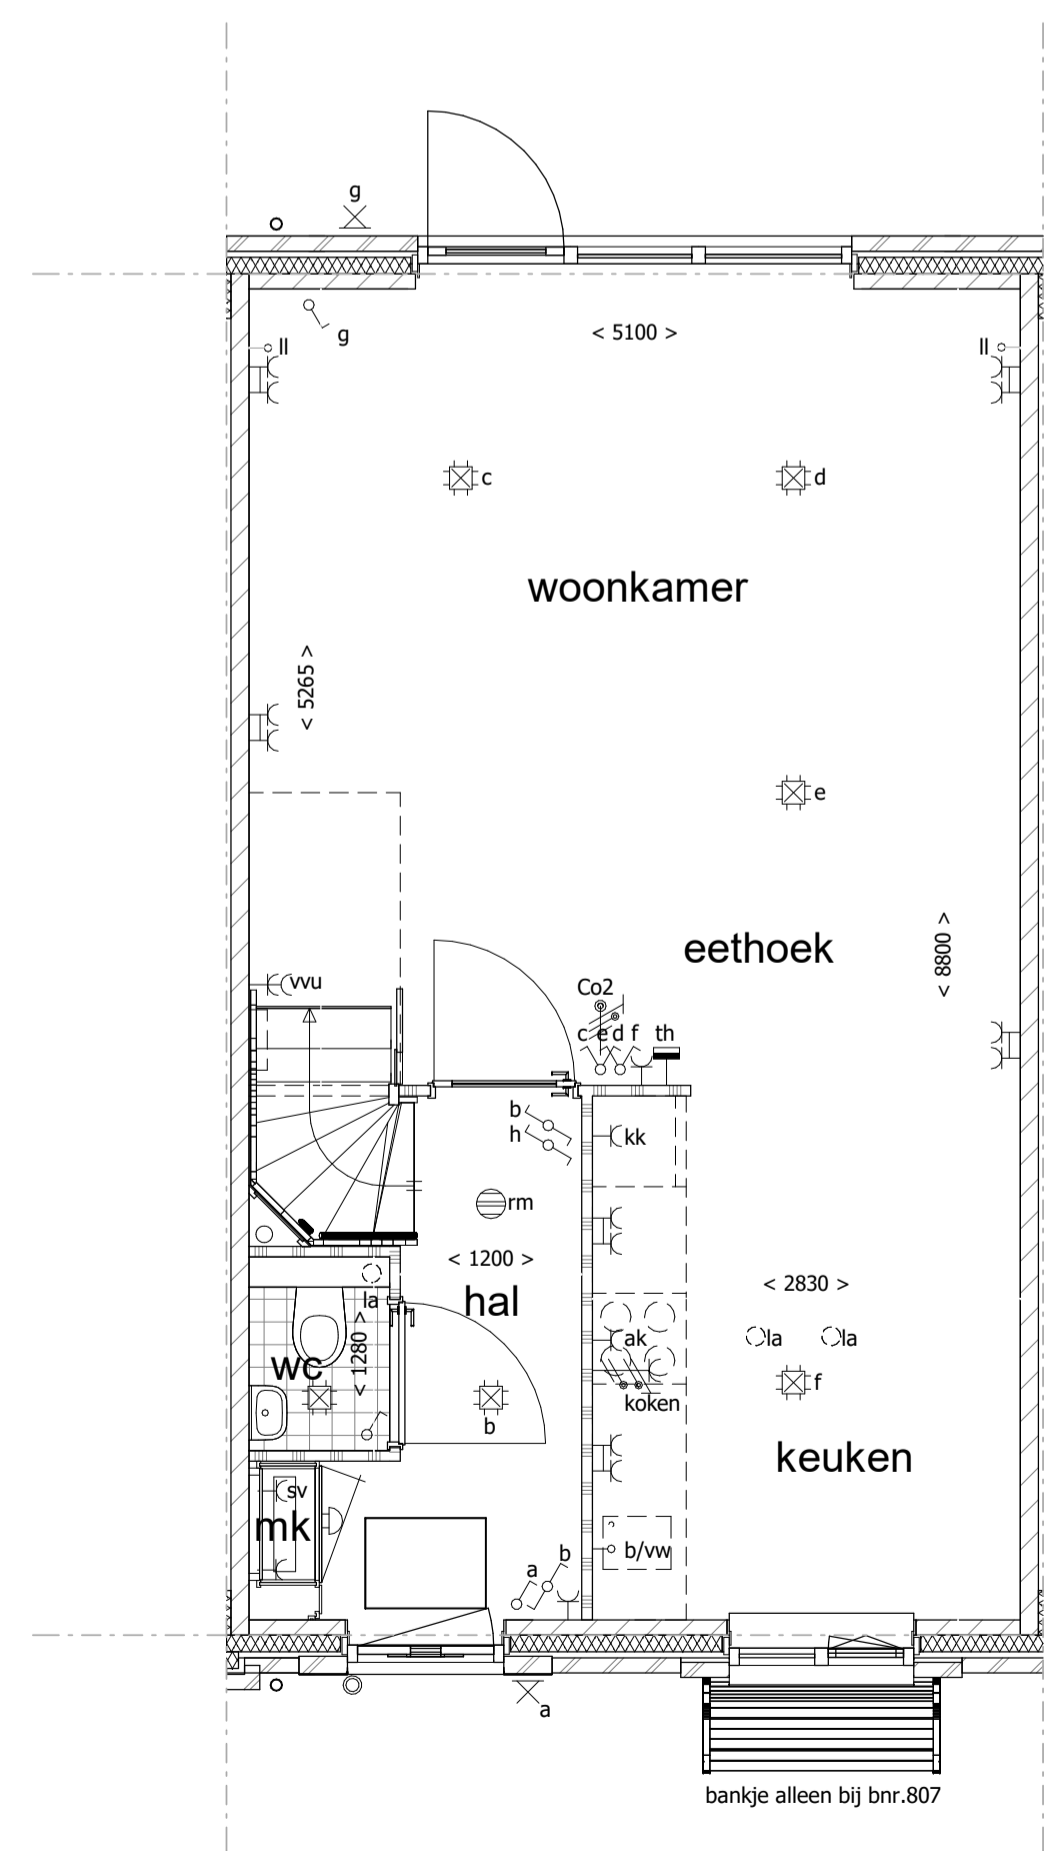 g
g
< 5100 >
ll
ll
c
d
woonkamer
< 5265 >
e
eethoek
< 8800 >
vvu
Co2
c e d f th
b
h
kk
rm
< 1200 >
hal
< 2830 >
la
< 1280 >
wc
ak
la
la
koken
f
b
keuken
sv
mk
b/vw
b
a
a
bankje alleen bij bnr.807